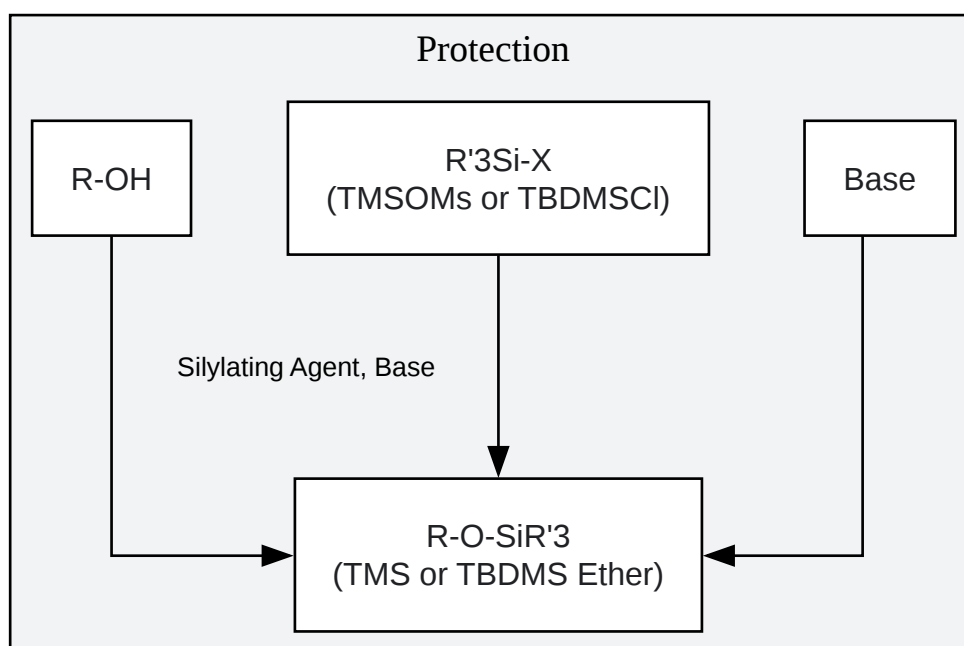 Protection
R-OH
R'3Si-X
(TMSOMs or TBDMSCl)
Base
Silylating Agent, Base
R-O-SiR'3
(TMS or TBDMS Ether)